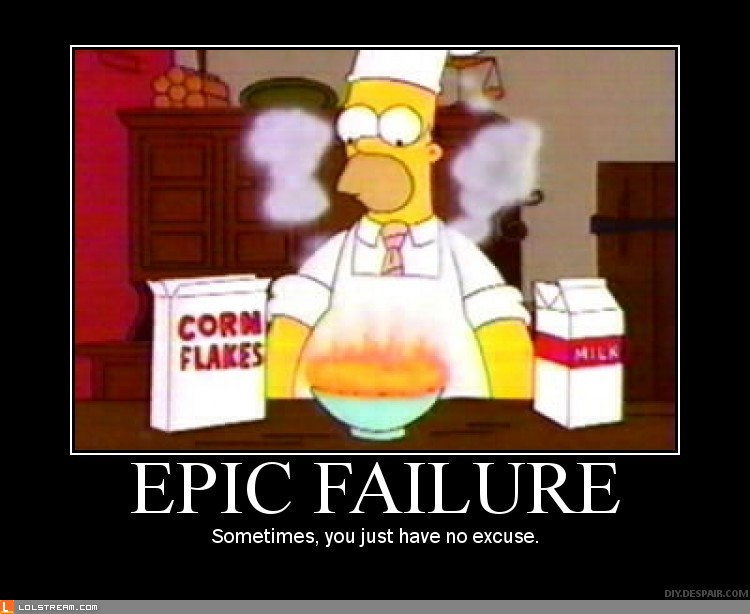 CORN
FLAKES
MILK
EPIC FAILURE
Sometimes, you just have no excuse.
DIY.DESPAIR.COM
L LOLSTREAM.COM